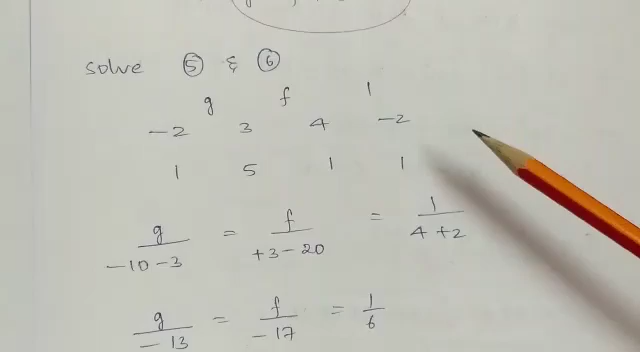 solve ⑤ & ⑥
g f 1
-2 3 4 -2
1 5 1 1
g/(-10-3) = f/(+3-20) = 1/(4+2)
g/(-13) = f/(-17) = 1/6